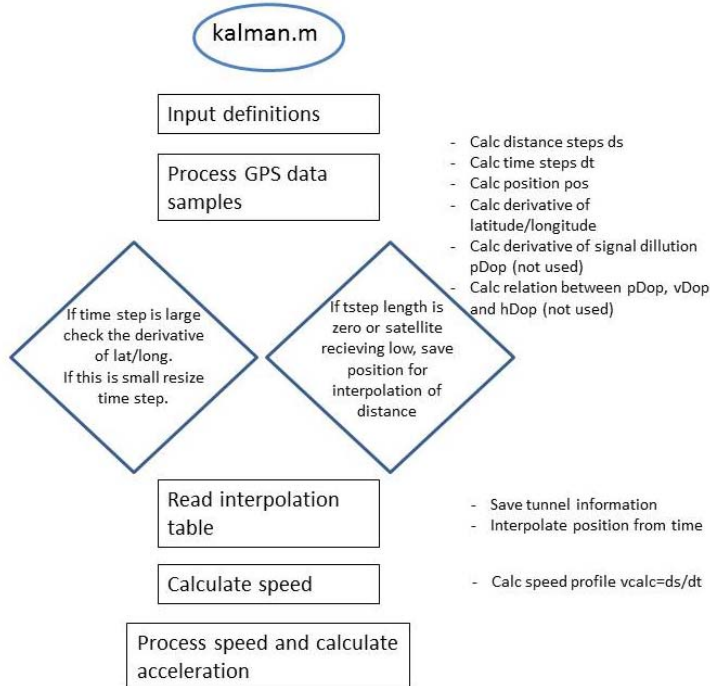 kalman.m
Input definitions
Process GPS data
samples
- Calc distance steps ds
- Calc time steps dt
- Calc position pos
- Calc derivative of
latitude/longitude
- Calc derivative of signal dillution
pDop (not used)
- Calc relation between pDop, vDop
and hDop (not used)
If time step is large
check the derivative
of lat/long.
If this is small resize
time step.
If tstep length is
zero or satellite
recieving low, save
position for
interpolation of
distance
Read interpolation
table
- Save tunnel information
- Interpolate position from time
Calculate speed
- Calc speed profile vcalc=ds/dt
Process speed and calculate
acceleration